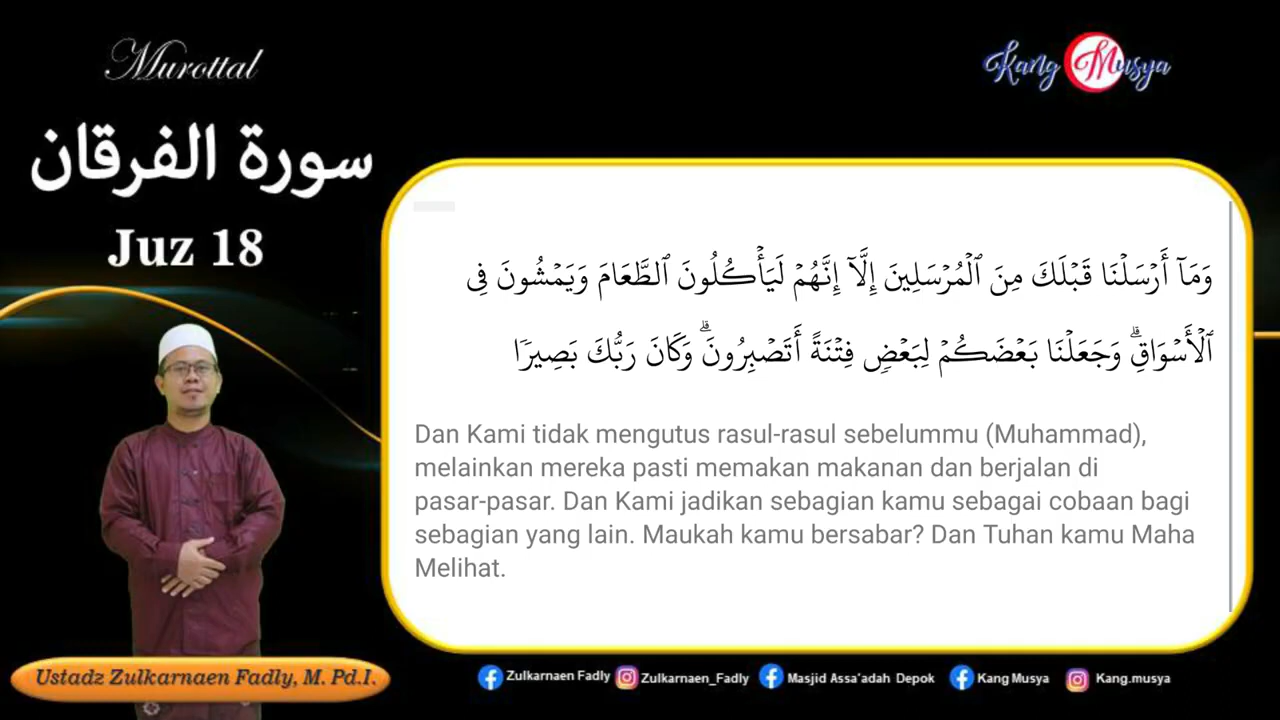 Murottal
سورة الفرقان
Juz 18
Kang Musya
وَمَآ أَرۡسَلۡنَا قَبۡلَكَ مِنَ ٱلۡمُرۡسَلِينَ إِلَّآ إِنَّهُمۡ لَيَأۡكُلُونَ ٱلطَّعَامَ وَيَمۡشُونَ فِي
ٱلۡأَسۡوَاقِۗ وَجَعَلۡنَا بَعۡضَكُمۡ لِبَعۡضٖ فِتۡنَةً أَتَصۡبِرُونَۗ وَكَانَ رَبُّكَ بَصِيرٗا
Dan Kami tidak mengutus rasul-rasul sebelummu (Muhammad),
melainkan mereka pasti memakan makanan dan berjalan di
pasar-pasar. Dan Kami jadikan sebagian kamu sebagai cobaan bagi
sebagian yang lain. Maukah kamu bersabar? Dan Tuhan kamu Maha
Melihat.
Ustadz Zulkarnaen Fadly, M. Pd.I.
Zulkarnaen Fadly Zulkarnaen_Fadly Masjid Assa'adah Depok Kang Musya Kang.musya